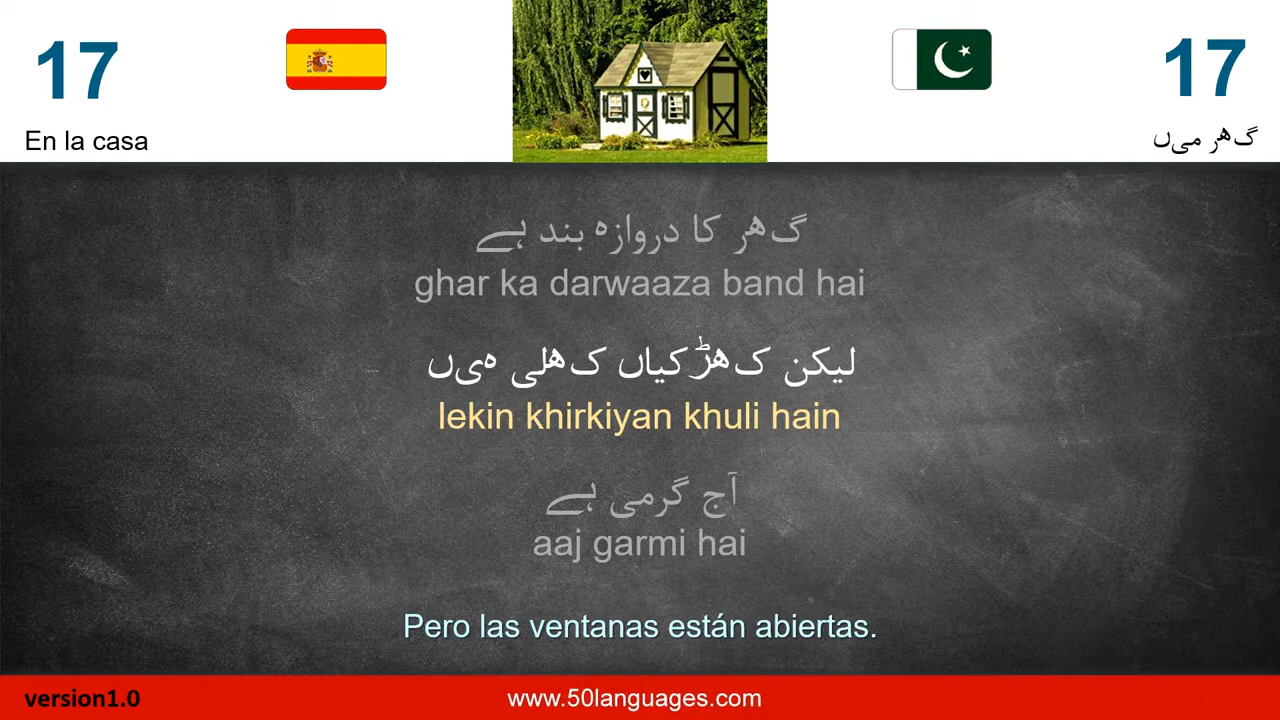 17
17
En la casa
گھر میں
گھر کا دروازہ بند ہے
ghar ka darwaaza band hai
لیکن کھڑکیاں کھلی ہیں
lekin khirkiyan khuli hain
آج گرمی ہے
aaj garmi hai
Pero las ventanas están abiertas.
version1.0
www.50languages.com